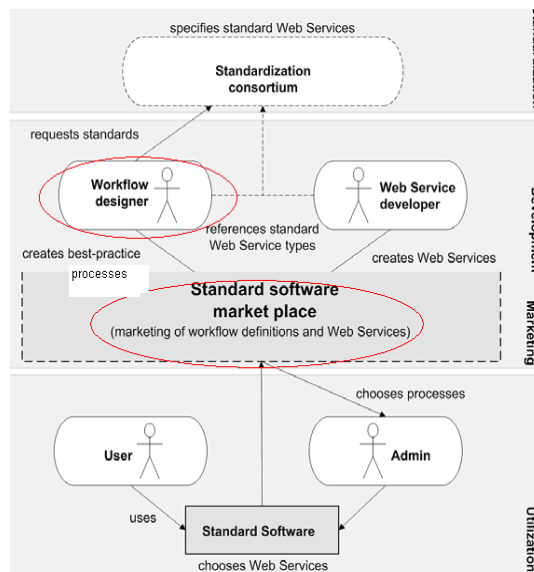 specifies standard Web Services
Standardization
consortium
requests standards
Workflow
designer
Web Service
developer
references standard
Web Service types
creates best-practice
processes
creates Web Services
Development
Standard software
market place
(marketing of workflow definitions and Web Services)
Marketing
chooses processes
User
Admin
uses
Standard Software
chooses Web Services
Utilization